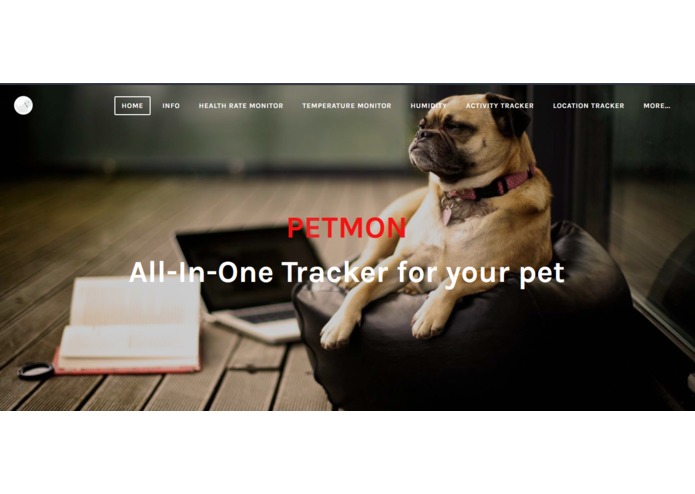 HOME INFO HEALTH RATE MONITOR TEMPERATURE MONITOR HUMIDITY ACTIVITY TRACKER LOCATION TRACKER MORE...
PETMON
All-In-One Tracker for your pet